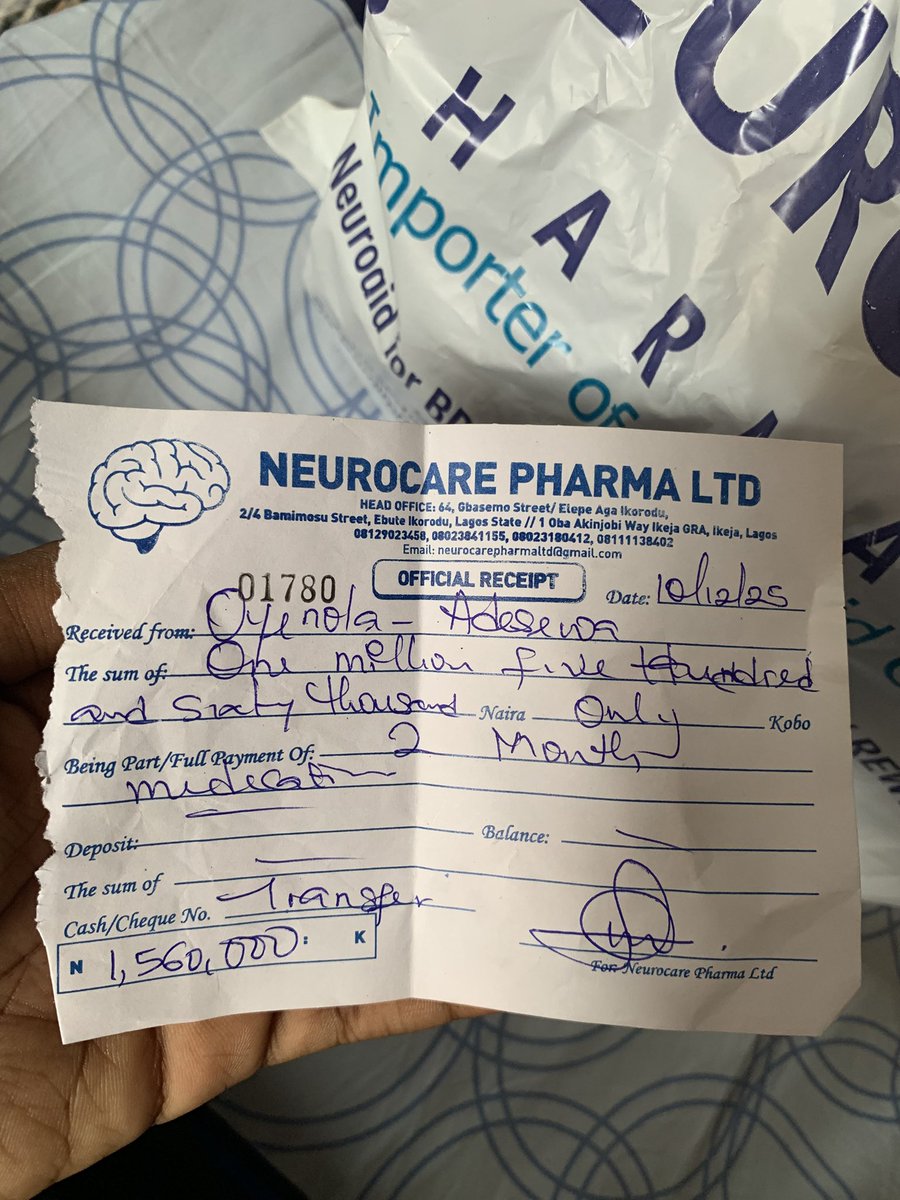 URO
HARMA
Importer of
Neuroaid for BR
NEUROCARE PHARMA LTD
HEAD OFFICE: 64, Gbasemo Street/ Elepe Aga Ikorodu,
2/4 Bamimosu Street, Ebute Ikorodu, Lagos State // 1 Oba Akinjobi Way Ikeja GRA, Ikeja, Lagos
08129023458, 08023841155, 08023180412, 08111138402
Email: neurocarepharmaltd@gmail.com
01780 OFFICIAL RECEIPT Date: 10/12/25
Received from: Oyenola - Adesewa
The sum of: One million five Hundred
and Sixty thousand Naira Only Kobo
Being Part/Full Payment Of: 2 Month
Deposit: Balance:
The sum of
Cash/Cheque No. Transfer
N 1,560,000 : K
For: Neurocare Pharma Ltd